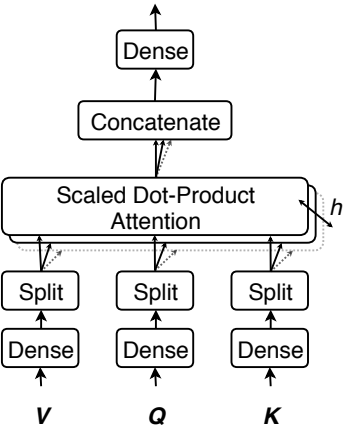 Dense
Concatenate
Scaled Dot-Product
Attention
h
Split Split Split
Dense Dense Dense
V Q K